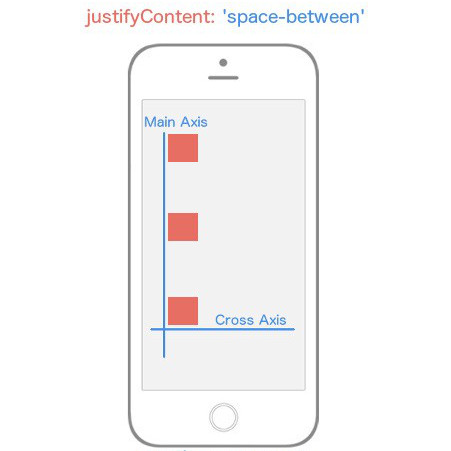 justifyContent: 'space-between'
Main Axis
Cross Axis